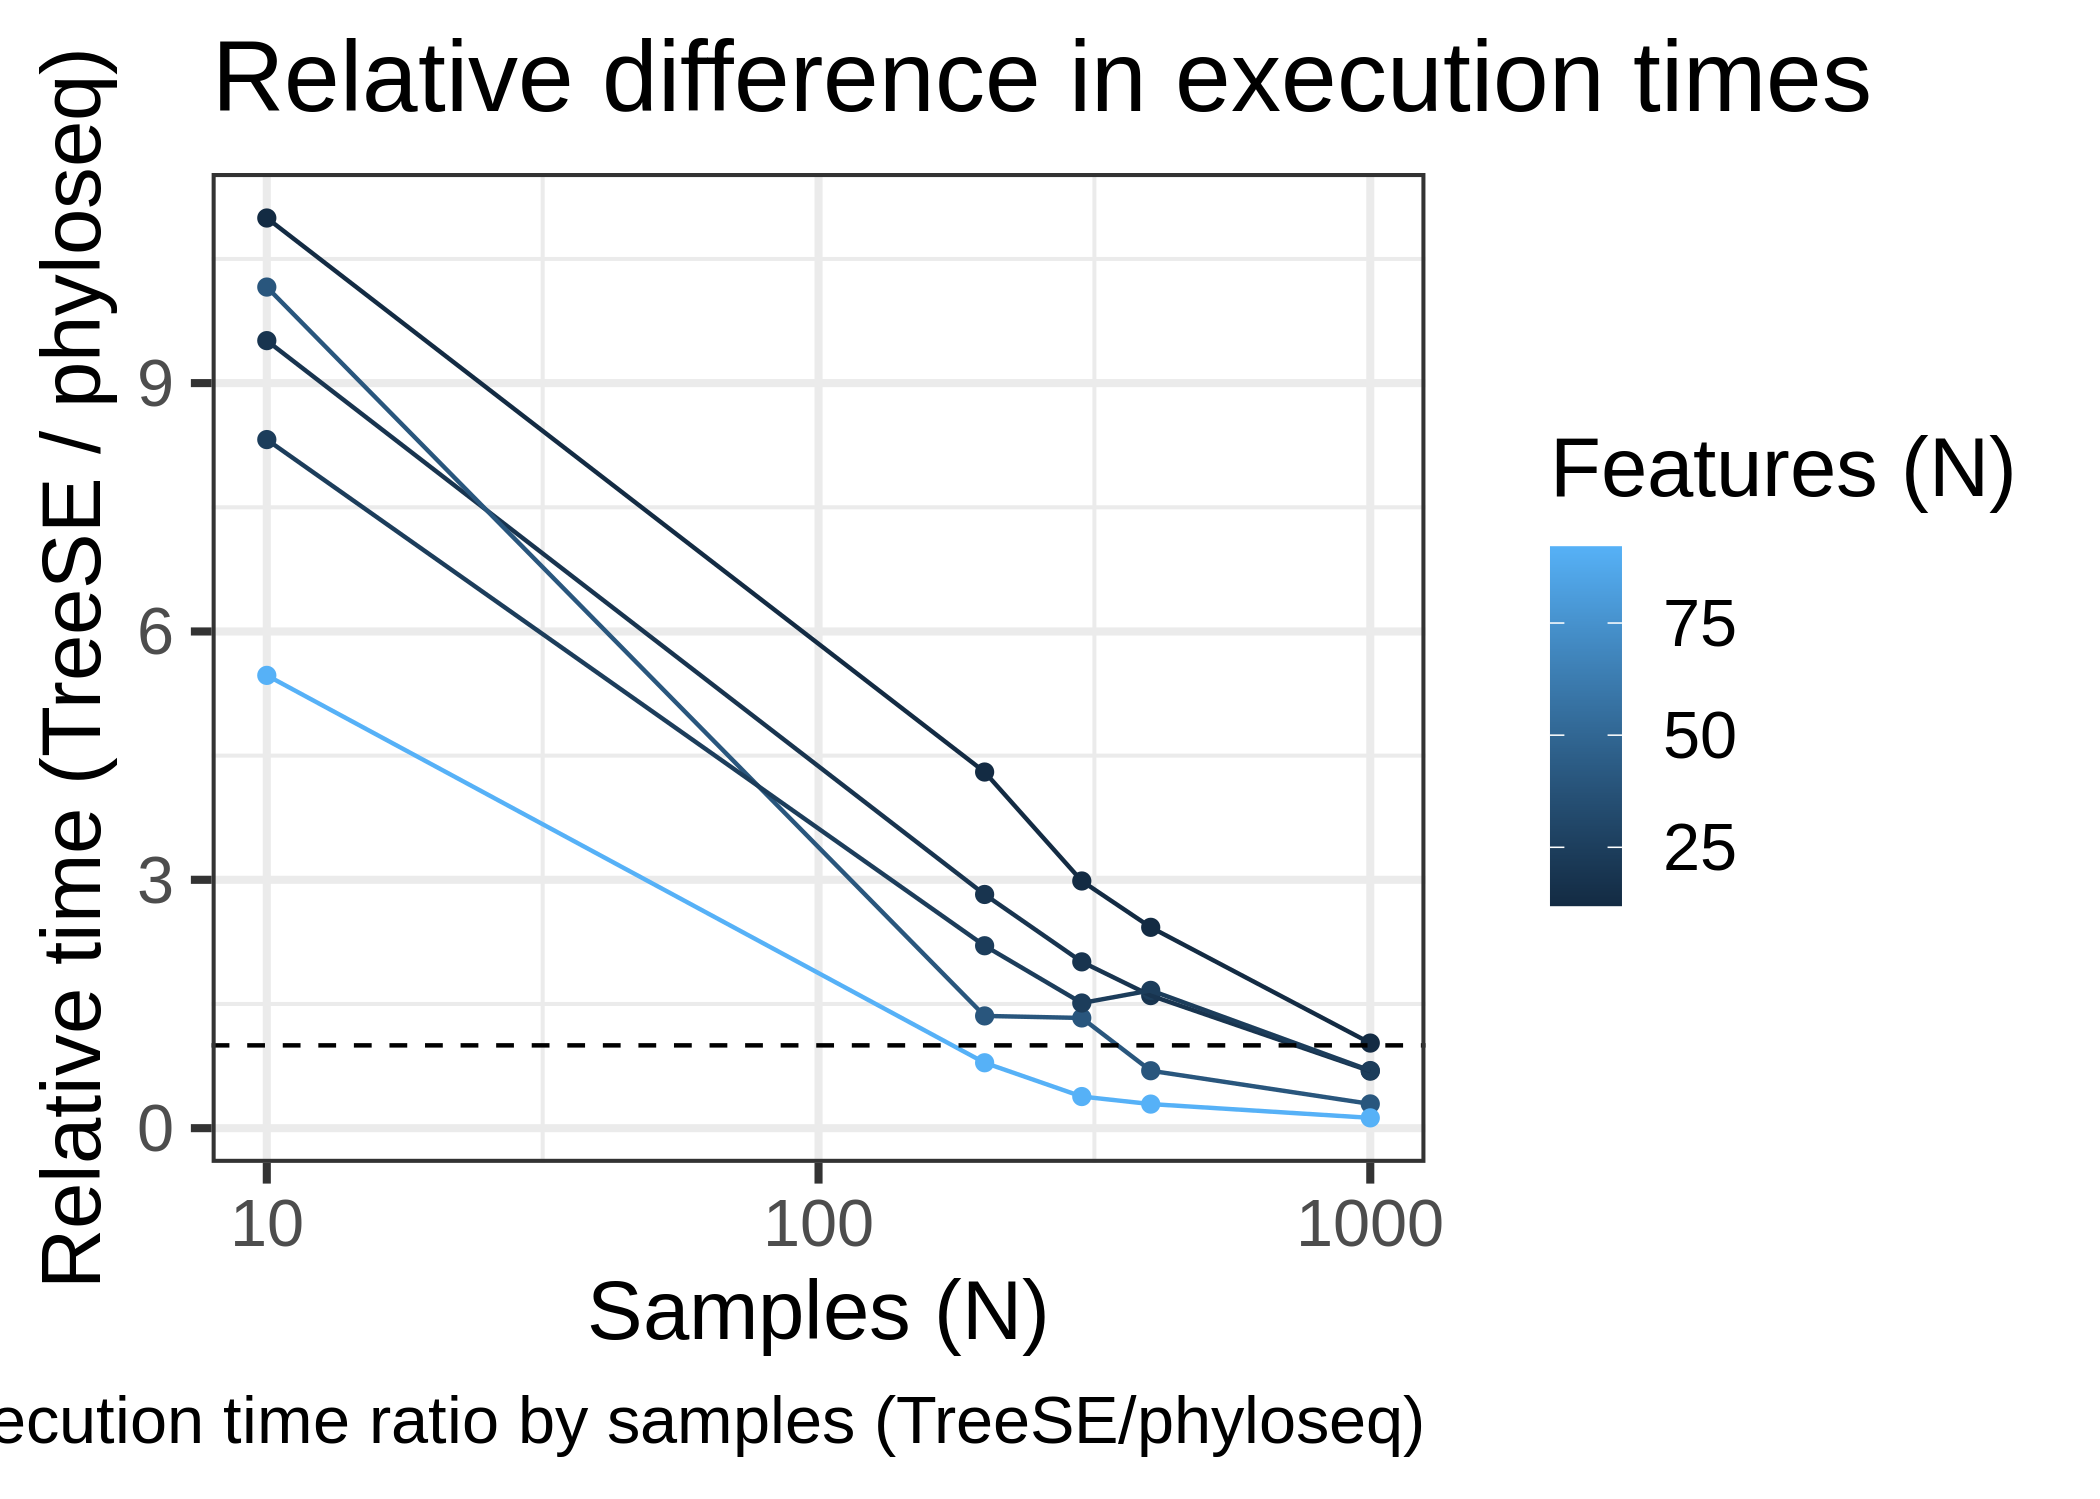 Relative difference in execution times
Relative time (TreeSE / phyloseq)
9
6
3
0
10 100 1000
Samples (N)
Features (N)
75
50
25
ecution time ratio by samples (TreeSE/phyloseq)